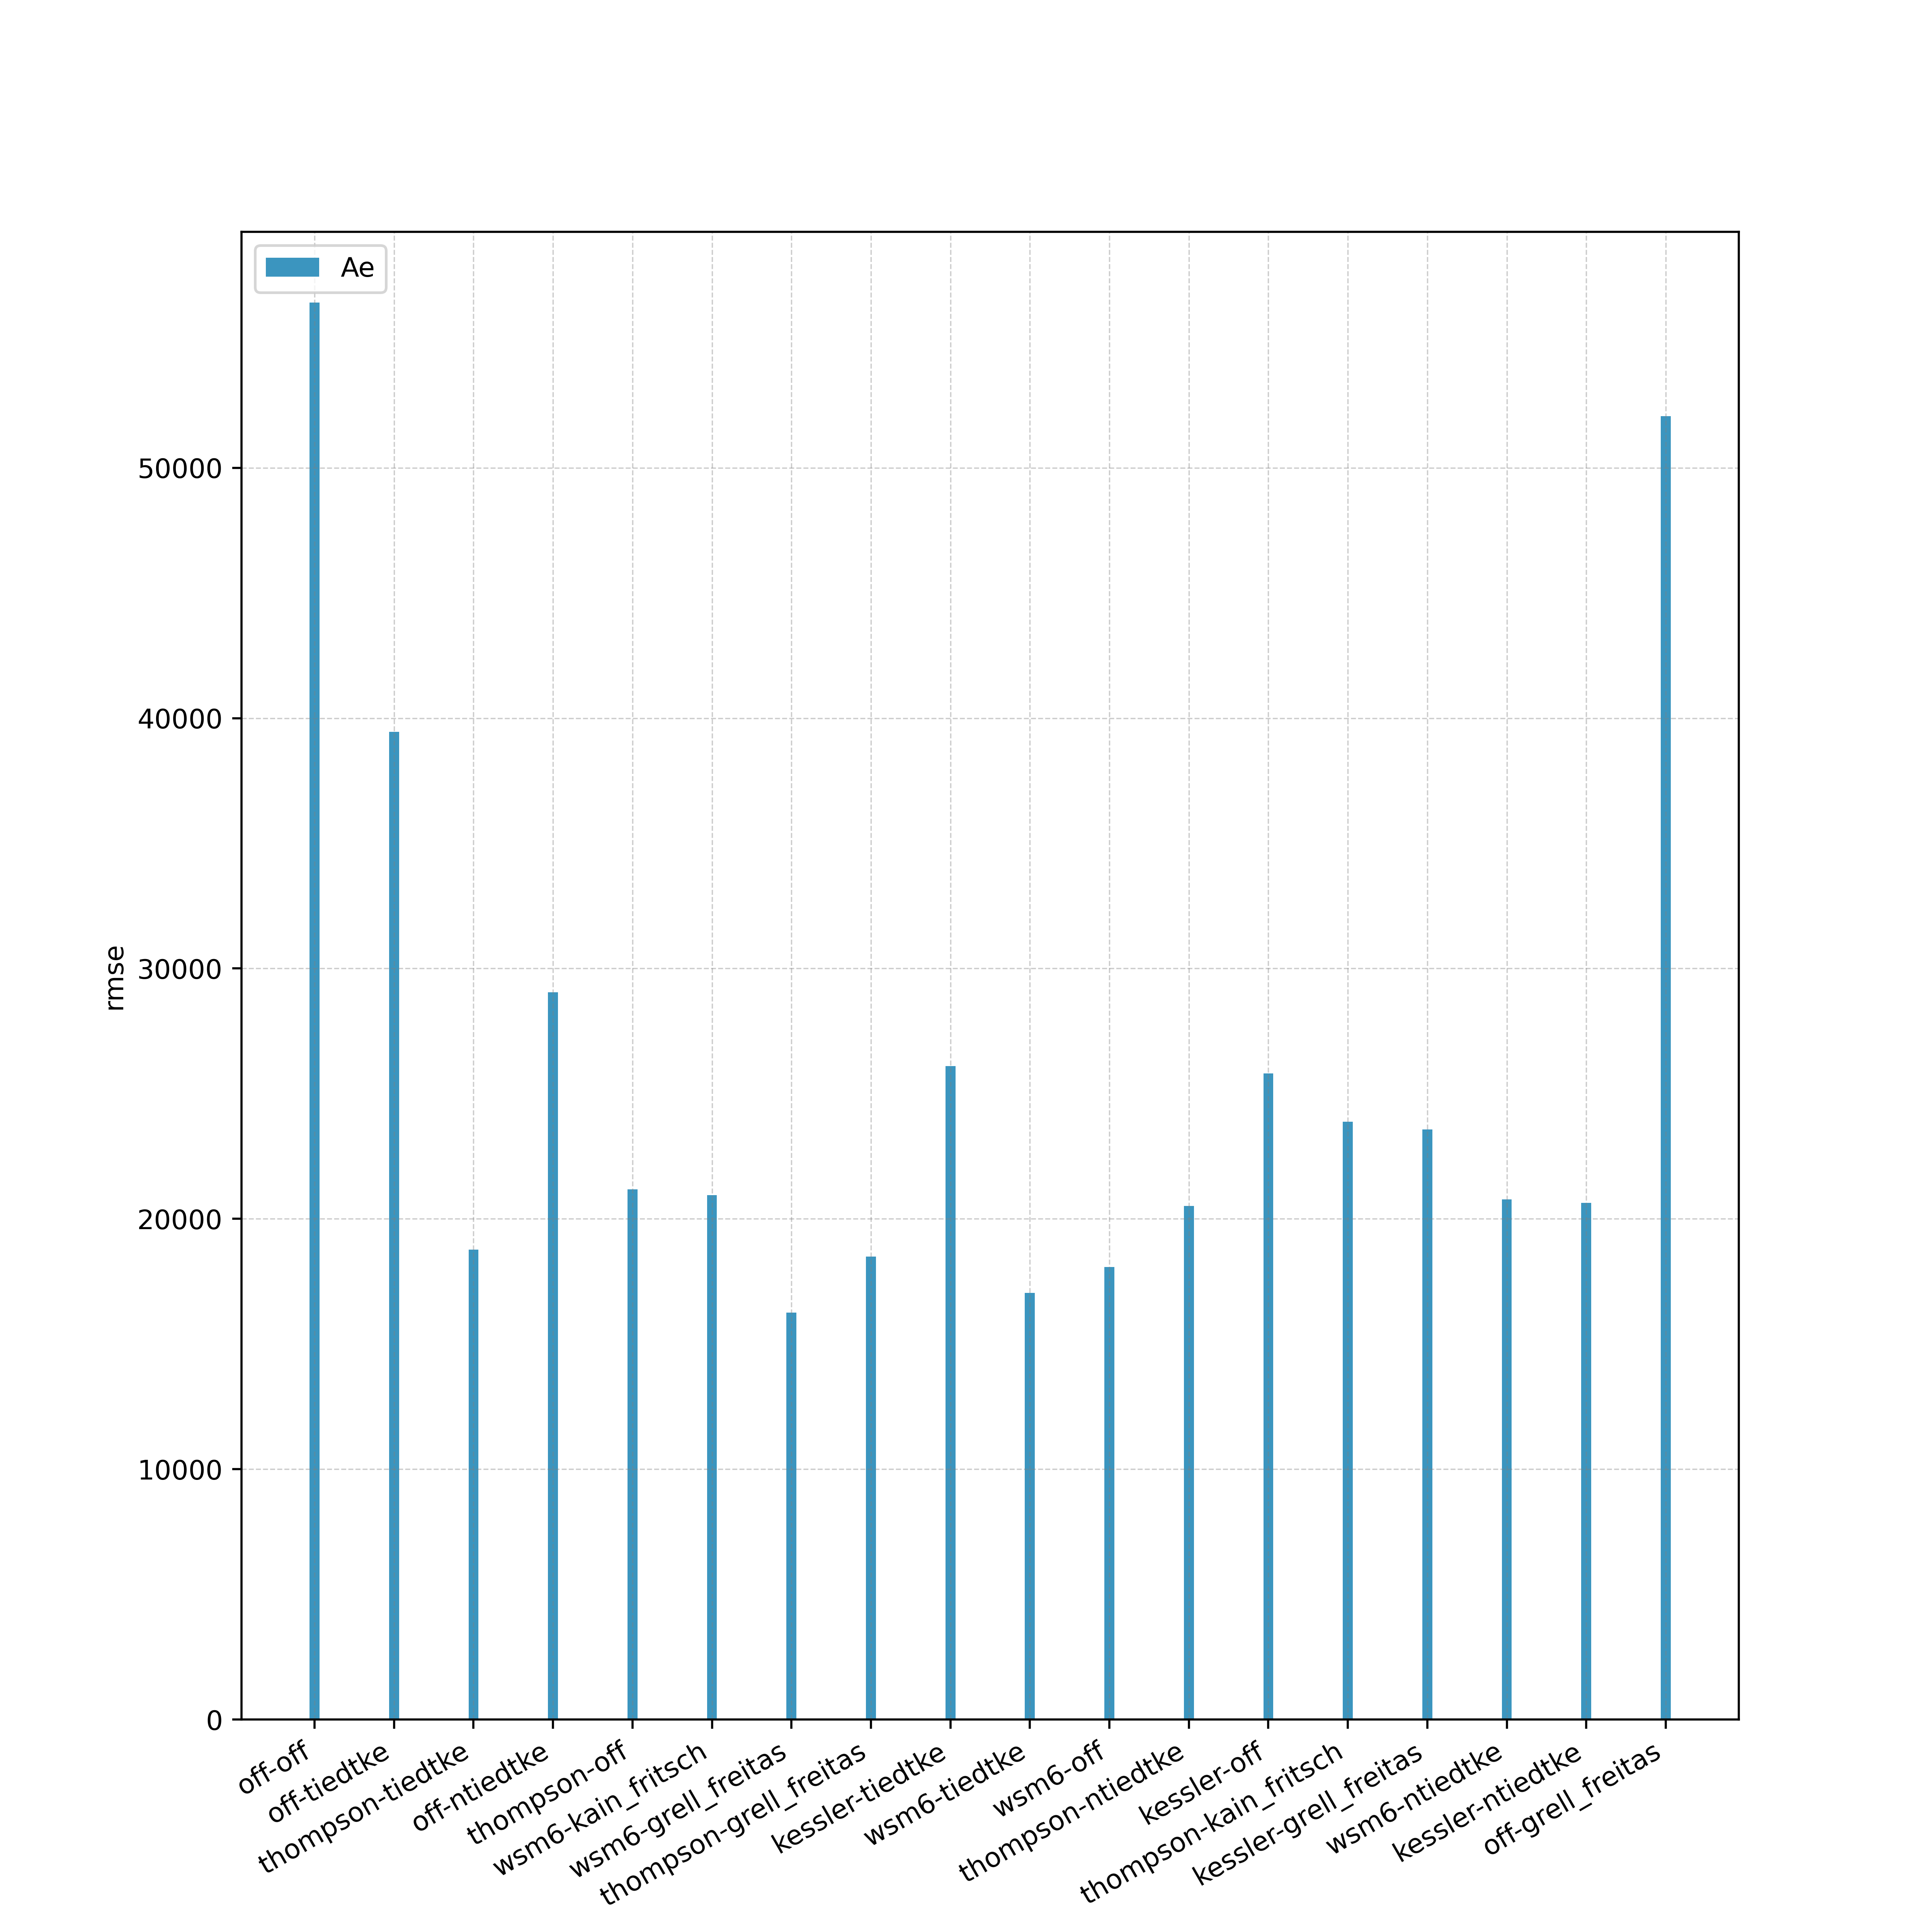 Ae
rmse
50000
40000
30000
20000
10000
0
off-off
off-tiedtke
thompson-tiedtke
off-ntiedtke
thompson-off
wsm6-kain_fritsch
wsm6-grell_freitas
thompson-grell_freitas
kessler-tiedtke
wsm6-tiedtke
wsm6-off
thompson-ntiedtke
kessler-off
thompson-kain_fritsch
kessler-grell_freitas
wsm6-ntiedtke
kessler-ntiedtke
off-grell_freitas